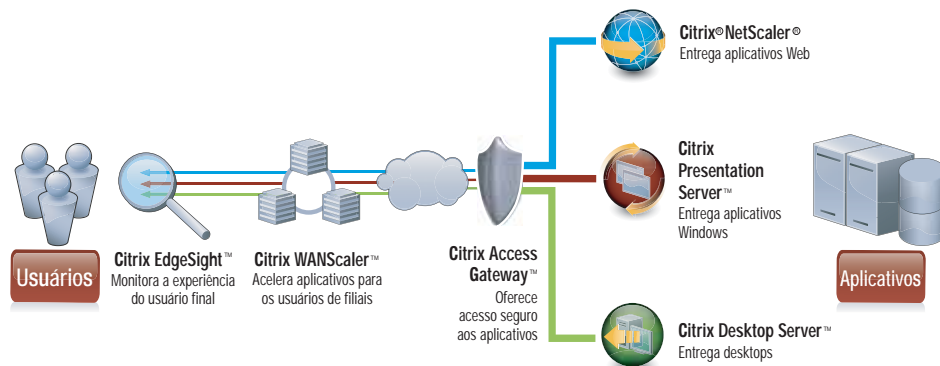 Citrix® NetScaler®
Entrega aplicativos Web
Citrix
Presentation
Server™
Entrega aplicativos
Windows
Usuários
Citrix EdgeSight™
Monitora a experiência
do usuário final
Citrix WANScaler™
Acelera aplicativos para
os usuários de filiais
Citrix Access
Gateway™
Oferece
acesso seguro
aos aplicativos
Aplicativos
Citrix Desktop Server™
Entrega desktops